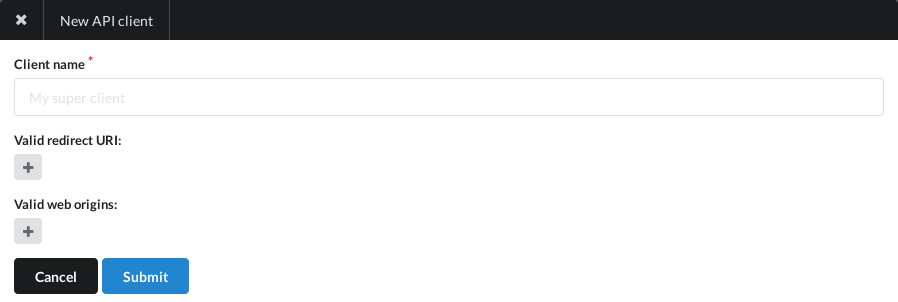 New API client
Client name *
My super client
Valid redirect URI:
Valid web origins:
Cancel Submit